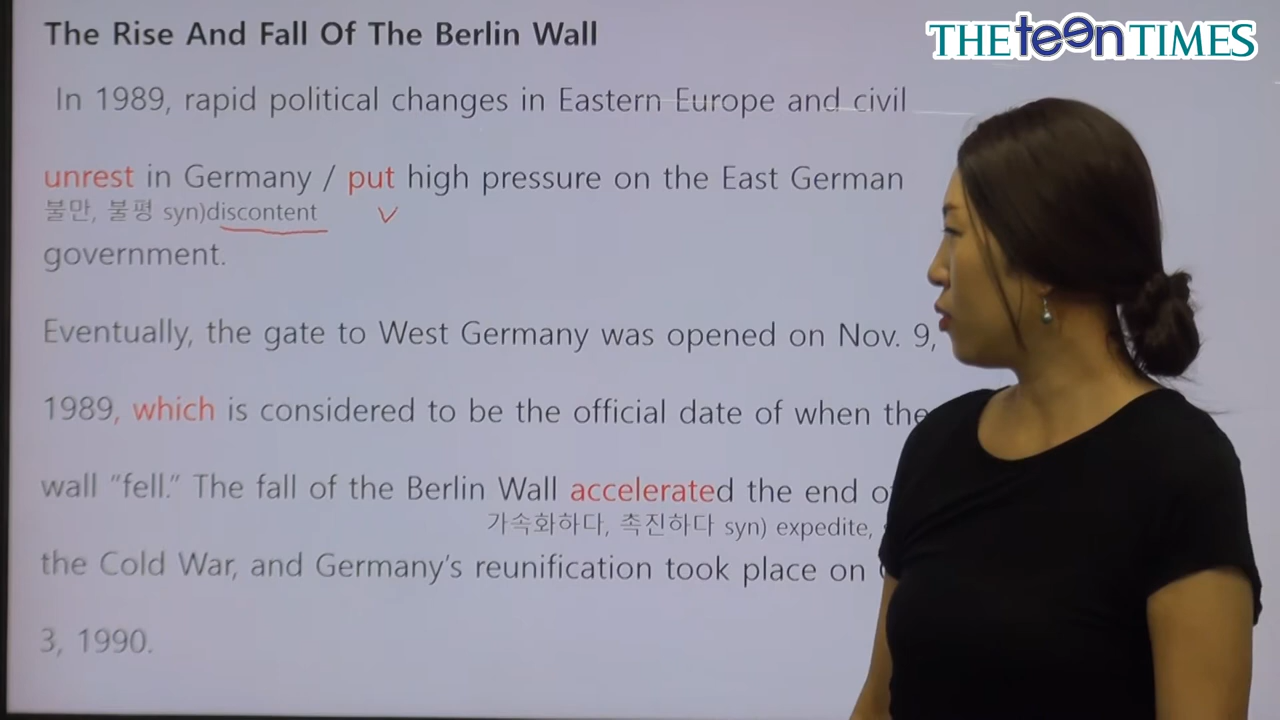 The Rise And Fall Of The Berlin Wall
THE teen TIMES
In 1989, rapid political changes in Eastern Europe and civil
unrest in Germany / put high pressure on the East German
불만, 불평 syn)discontent
government.
Eventually, the gate to West Germany was opened on Nov. 9,
1989, which is considered to be the official date of when the
wall “fell.” The fall of the Berlin Wall accelerated the end
가속화하다, 촉진하다 syn) expedite,
the Cold War, and Germany’s reunification took place on
3, 1990.